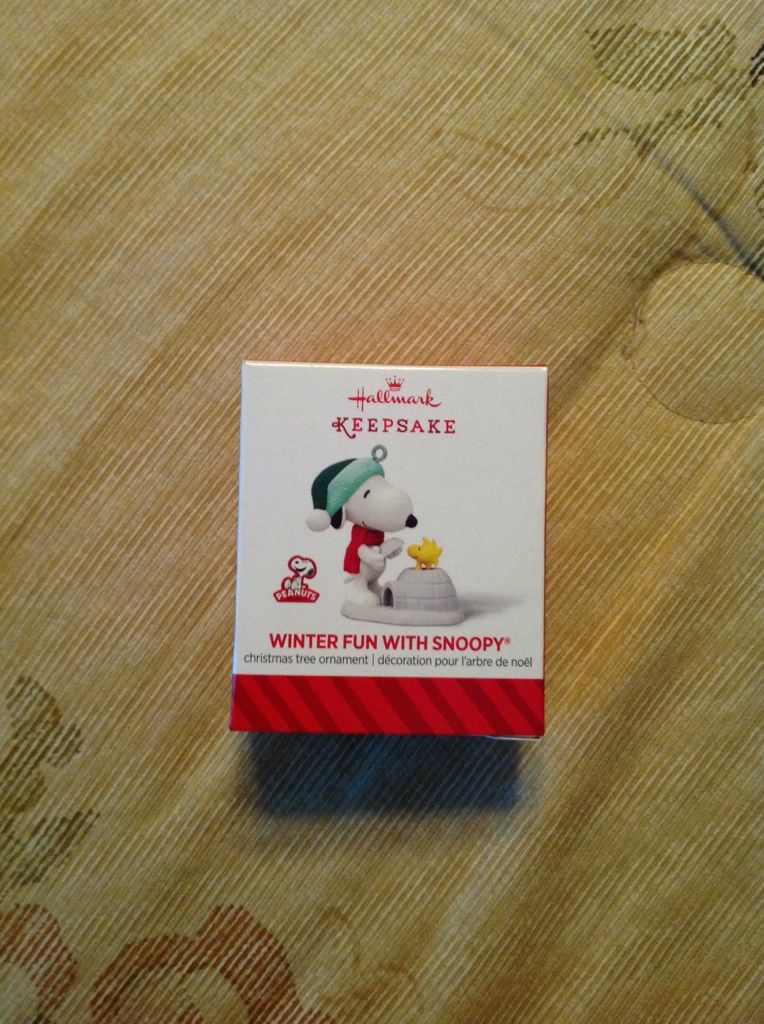 Hallmark
KEEPSAKE
PEANUTS
WINTER FUN WITH SNOOPY®
christmas tree ornament | décoration pour l'arbre de noël